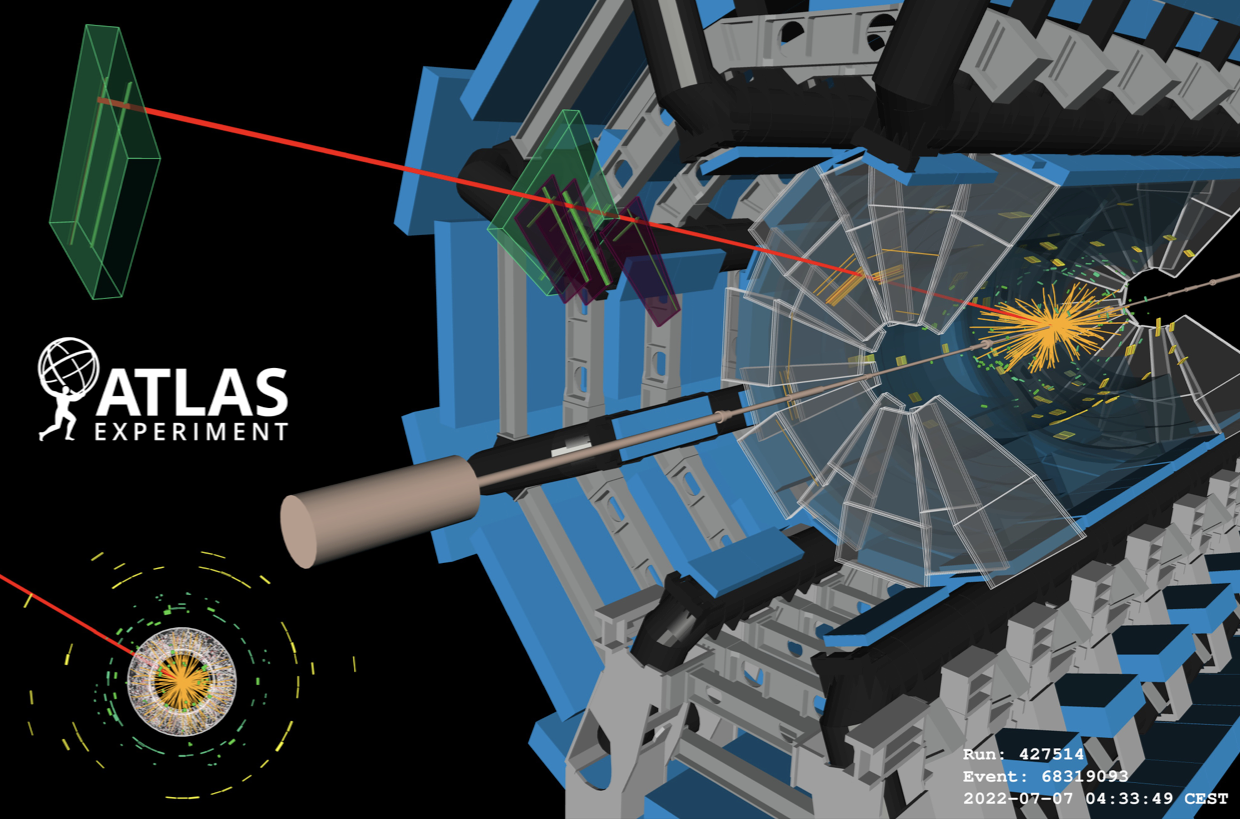 ATLAS
EXPERIMENT
Run: 427514
Event: 68319093
2022-07-07 04:33:49 CEST